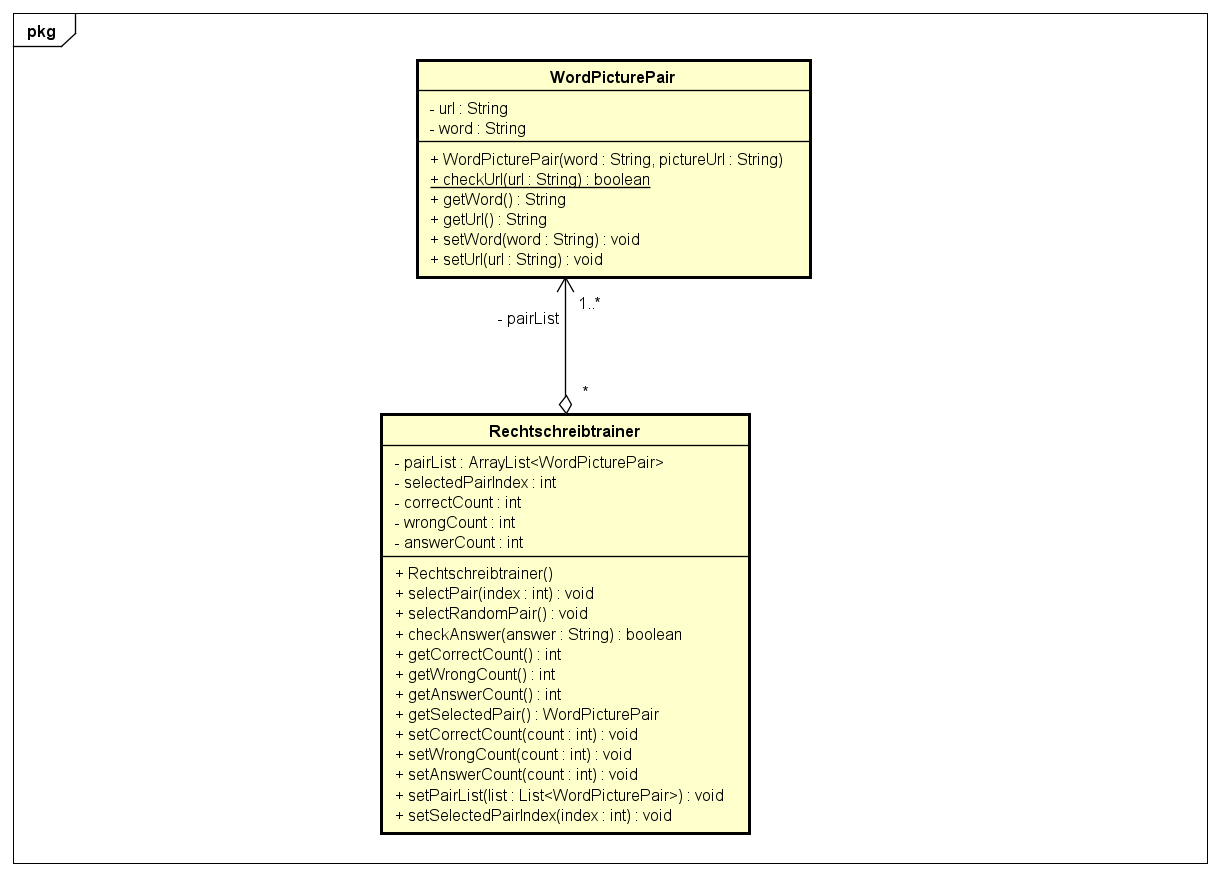 pkg
WordPicturePair
- url : String
- word : String
+ WordPicturePair(word : String, pictureUrl : String)
+ checkUrl(url : String) : boolean
+ getWord() : String
+ getUrl() : String
+ setWord(word : String) : void
+ setUrl(url : String) : void
1..*
- pairList
*
Rechtschreibtrainer
- pairList : ArrayList<WordPicturePair>
- selectedPairIndex : int
- correctCount : int
- wrongCount : int
- answerCount : int
+ Rechtschreibtrainer()
+ selectPair(index : int) : void
+ selectRandomPair() : void
+ checkAnswer(answer : String) : boolean
+ getCorrectCount() : int
+ getWrongCount() : int
+ getAnswerCount() : int
+ getSelectedPair() : WordPicturePair
+ setCorrectCount(count : int) : void
+ setWrongCount(count : int) : void
+ setAnswerCount(count : int) : void
+ setPairList(list : List<WordPicturePair>) : void
+ setSelectedPairIndex(index : int) : void